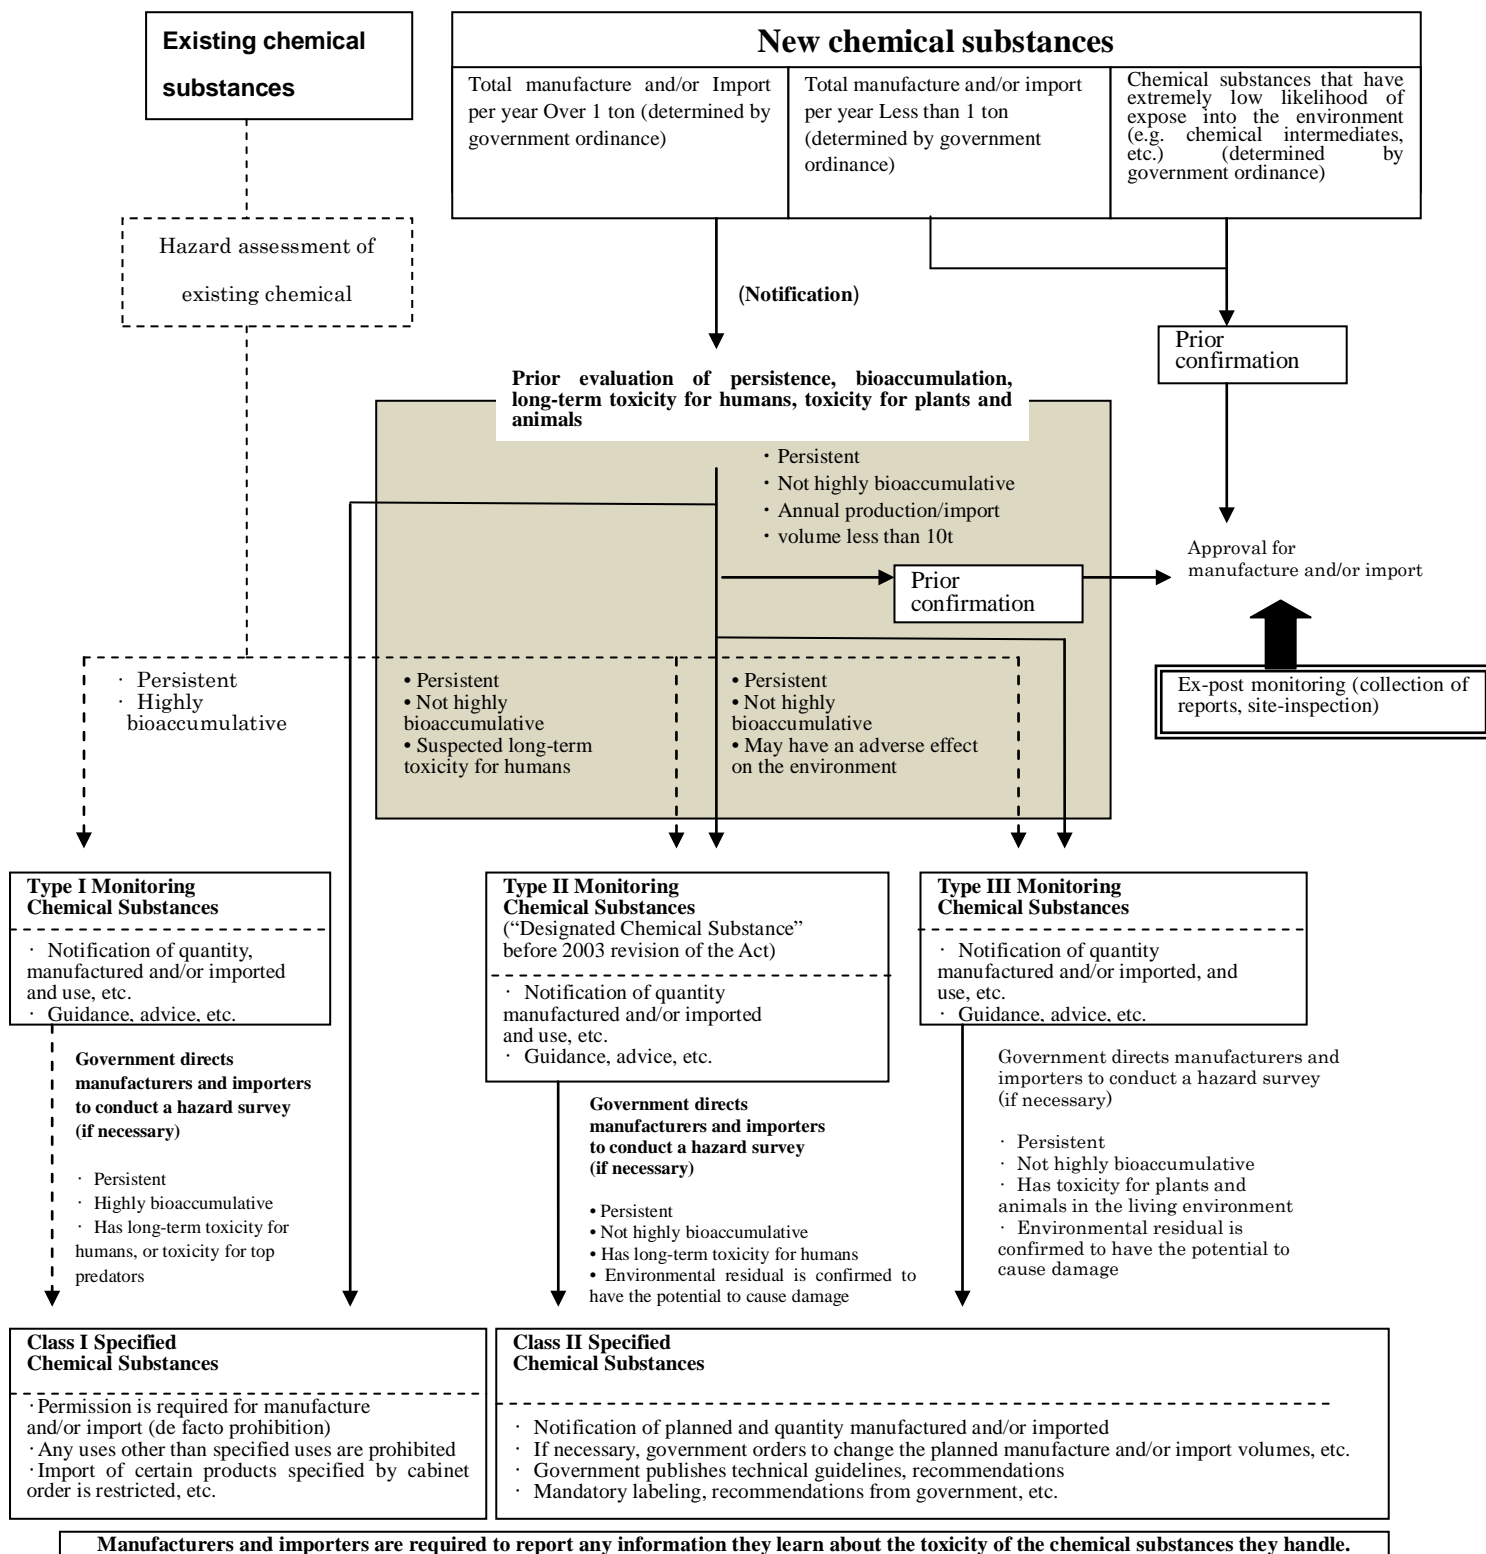 Existing chemical
substances
New chemical substances
Total manufacture and/or Import
per year Over 1 ton (determined by
government ordinance)
Total manufacture and/or import
per year Less than 1 ton
(determined by government
ordinance)
Chemical substances that have
extremely low likelihood of
expose into the environment
(e.g. chemical intermediates,
etc.) (determined by
government ordinance)
Hazard assessment of
existing chemical
(Notification)
Prior
confirmation
Prior evaluation of persistence, bioaccumulation,
long-term toxicity for humans, toxicity for plants and
animals
・Persistent
・Not highly bioaccumulative
・Annual production/import
・volume less than 10t
Prior
confirmation
Approval for
manufacture and/or import
Ex-post monitoring (collection of
reports, site-inspection)
· Persistent
· Highly
bioaccumulative
• Persistent
• Not highly
bioaccumulative
• Suspected long-term
toxicity for humans
• Persistent
• Not highly
bioaccumulative
• May have an adverse effect
on the environment
Type I Monitoring
Chemical Substances
· Notification of quantity,
manufactured and/or imported
and use, etc.
· Guidance, advice, etc.
Type II Monitoring
Chemical Substances
(“Designated Chemical Substance”
before 2003 revision of the Act)
· Notification of quantity
manufactured and/or imported
and use, etc.
· Guidance, advice, etc.
Type III Monitoring
Chemical Substances
· Notification of quantity
manufactured and/or imported, and
use, etc.
· Guidance, advice, etc.
Government directs
manufacturers and importers
to conduct a hazard survey
(if necessary)
· Persistent
· Highly bioaccumulative
· Has long-term toxicity for
humans, or toxicity for top
predators
Government directs
manufacturers and importers
to conduct a hazard survey
(if necessary)
• Persistent
• Not highly bioaccumulative
• Has long-term toxicity for humans
• Environmental residual is confirmed to
have the potential to cause damage
Government directs manufacturers and
importers to conduct a hazard survey
(if necessary)
· Persistent
· Not highly bioaccumulative
· Has toxicity for plants and
animals in the living environment
· Environmental residual is
confirmed to have the potential to
cause damage
Class I Specified
Chemical Substances
·Permission is required for manufacture
and/or import (de facto prohibition)
·Any uses other than specified uses are prohibited
·Import of certain products specified by cabinet
order is restricted, etc.
Class II Specified
Chemical Substances
· Notification of planned and quantity manufactured and/or imported
· If necessary, government orders to change the planned manufacture and/or import volumes, etc.
· Government publishes technical guidelines, recommendations
· Mandatory labeling, recommendations from government, etc.
Manufacturers and importers are required to report any information they learn about the toxicity of the chemical substances they handle.